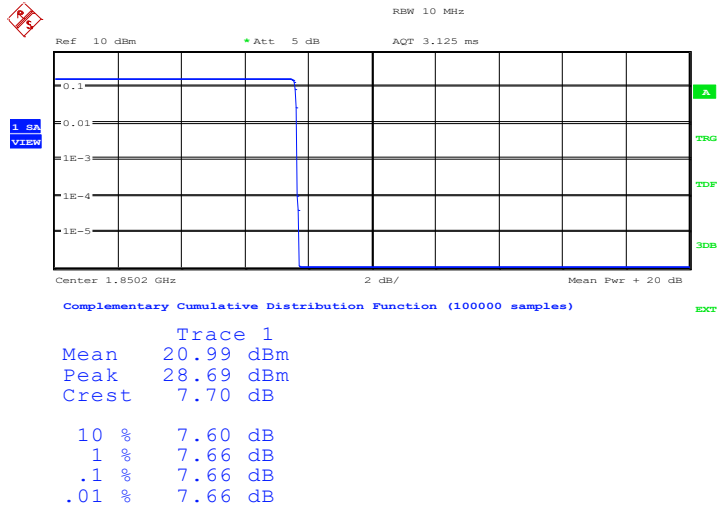 RBW 10 MHz
Ref 10 dBm * Att 5 dB AQT 3.125 ms
R S
0.1
A
0.01
1 SA
VIEW
TRG
1E-3
TDF
1E-4
1E-5
3DB
Center 1.8502 GHz 2 dB/ Mean Pwr + 20 dB
Complementary Cumulative Distribution Function (100000 samples)
EXT
Trace 1
Mean 20.99 dBm
Peak 28.69 dBm
Crest 7.70 dB
10 % 7.60 dB
1 % 7.66 dB
.1 % 7.66 dB
.01 % 7.66 dB